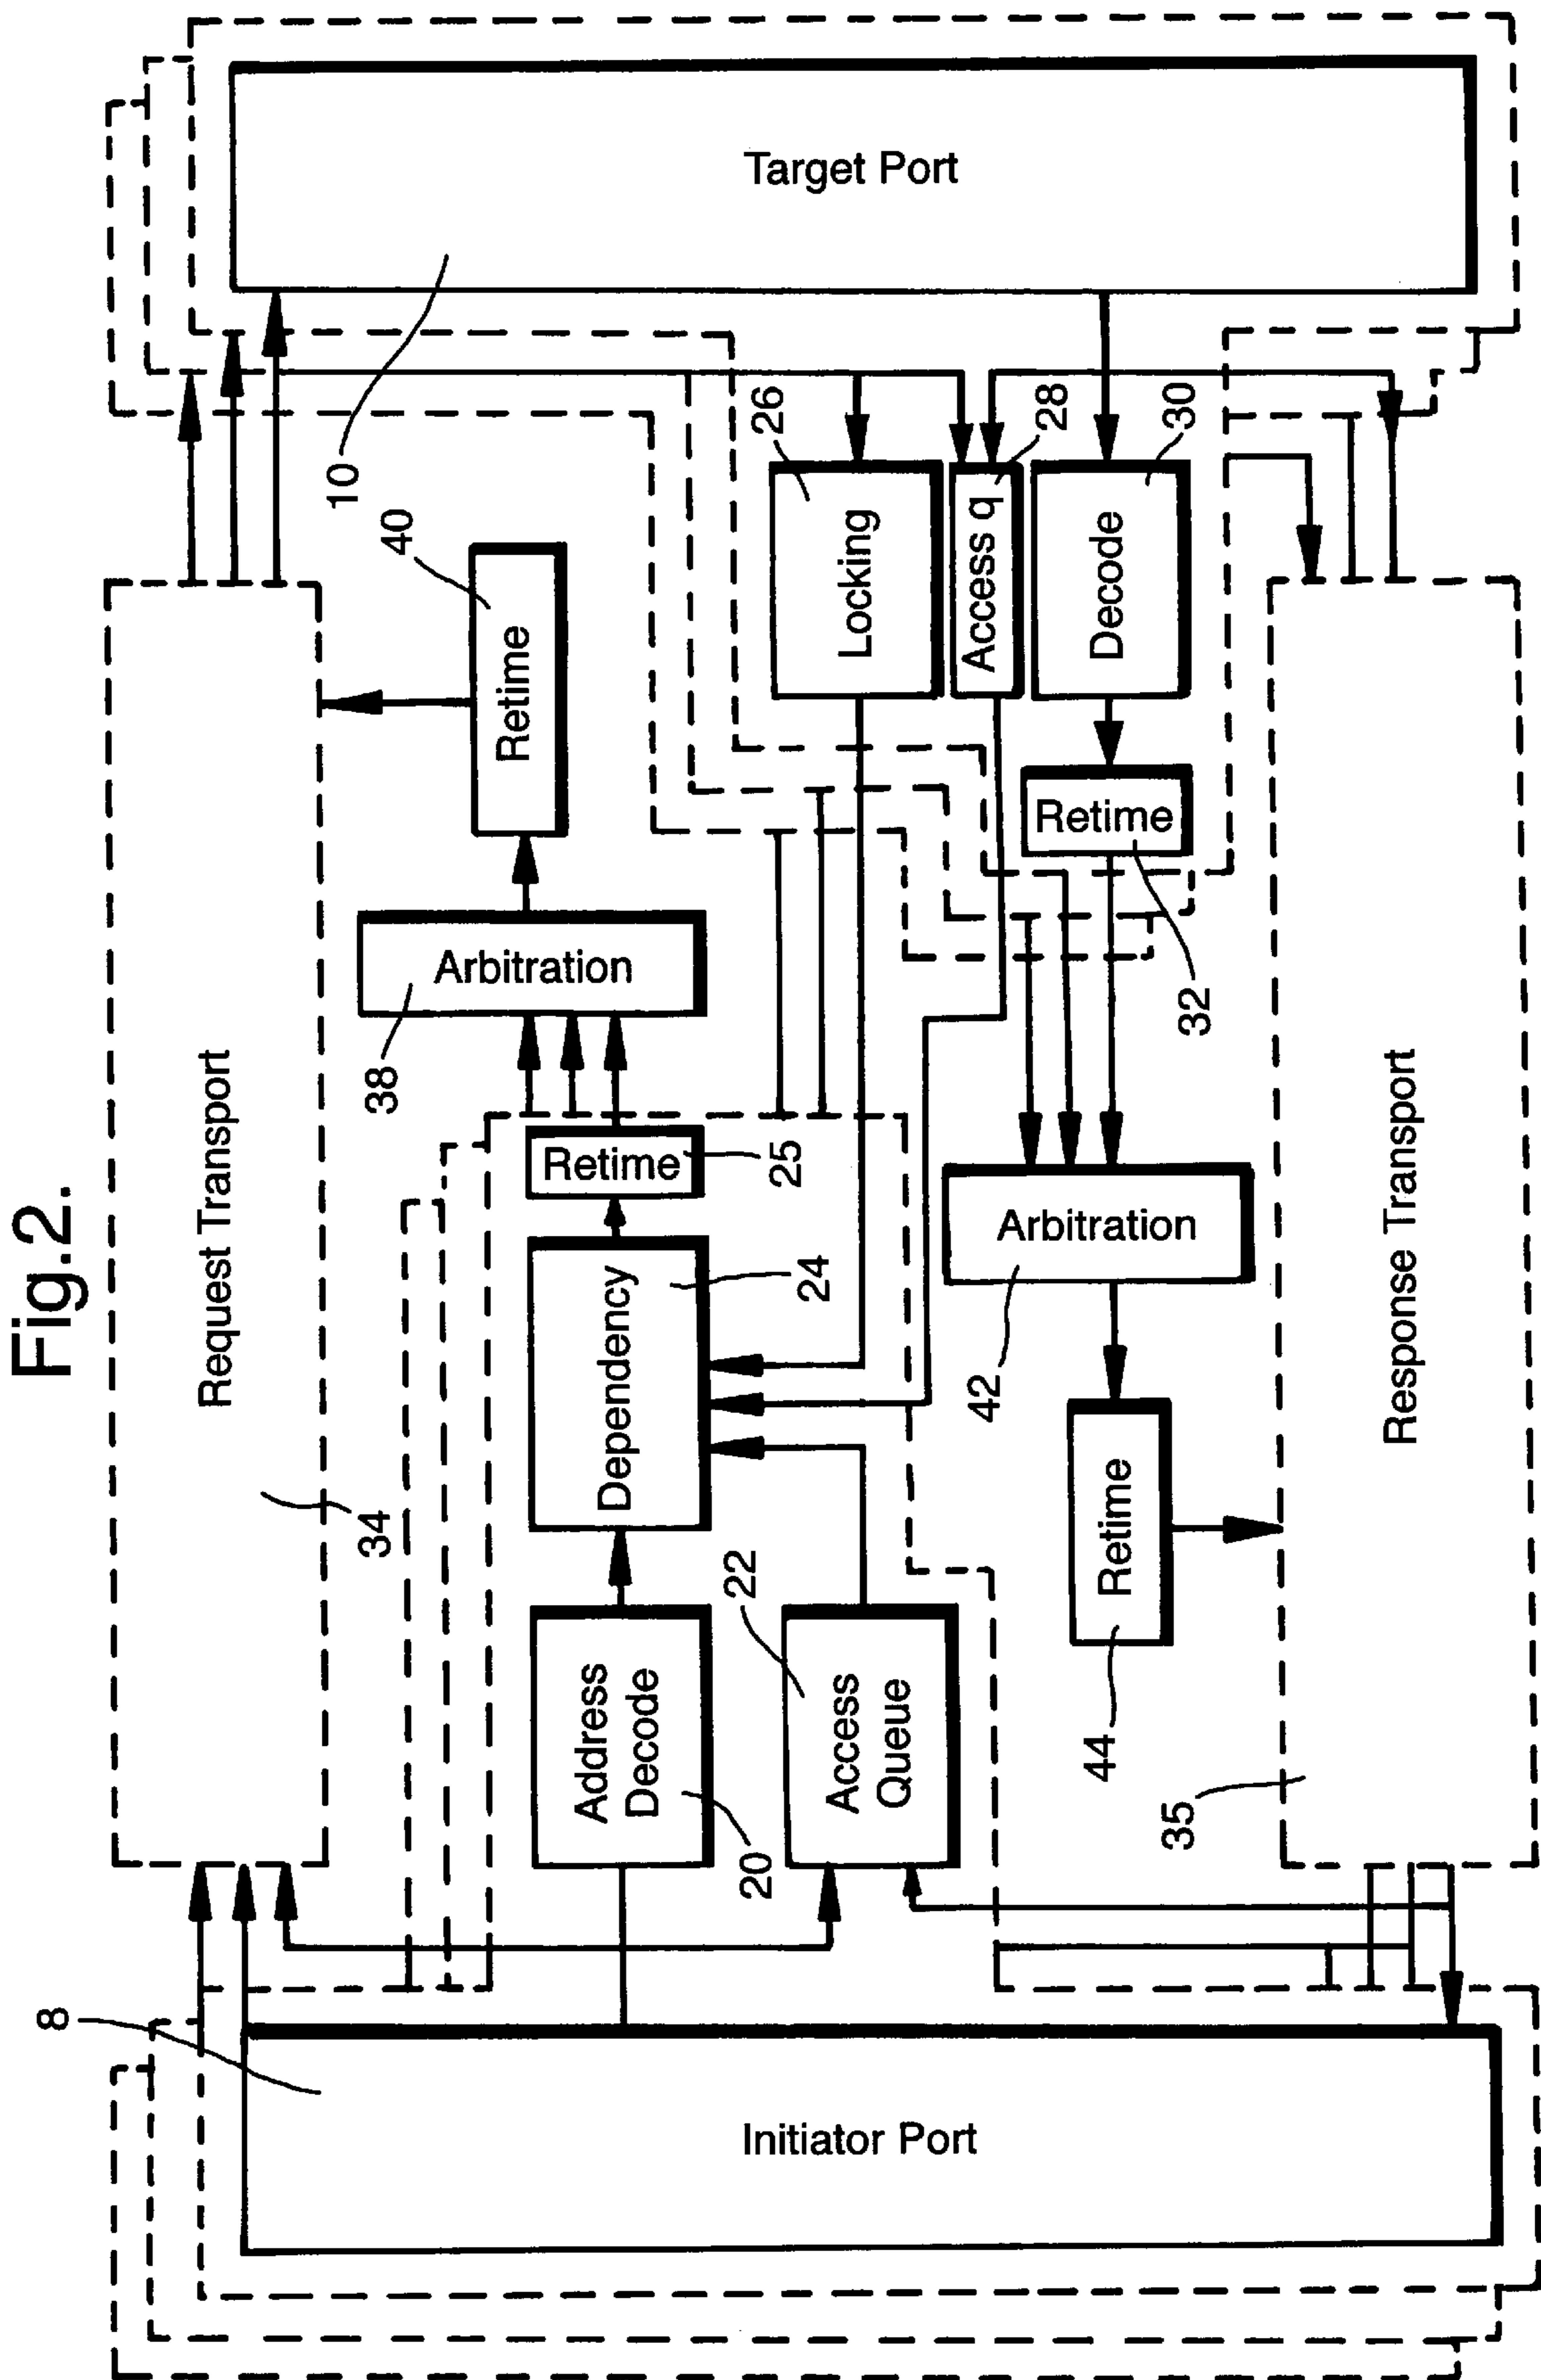 Fig.2.
8
Initiator Port
Request Transport
34
Address
Decode
20
Access
Queue
22
Dependency
24
Retime
25
Arbitration
38
Retime
40
10
Target Port
Locking
26
Access q
28
Decode
30
Retime
32
Arbitration
42
Retime
44
35
Response Transport